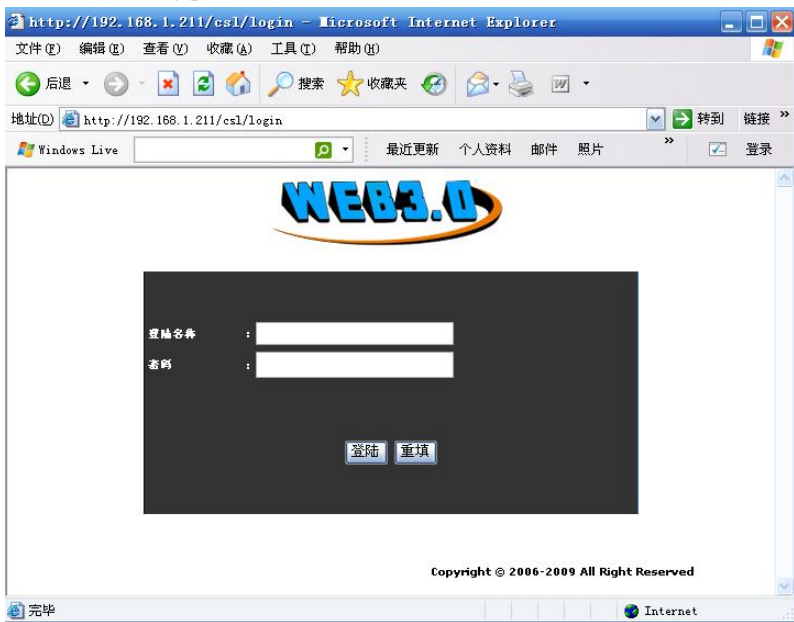 http://192.168.1.211/csl/login - Microsoft Internet Explorer
文件(F) 编辑(E) 查看(V) 收藏(A) 工具(T) 帮助(H)
后退 搜索 收藏夹
地址(D) http://192.168.1.211/csl/login 转到 链接 »
Windows Live 最近更新 个人资料 邮件 照片 » 登录
WEB3.0
登陆名称 :
密码 :
登陆 重填
Copyright © 2006-2009 All Right Reserved
完毕 Internet